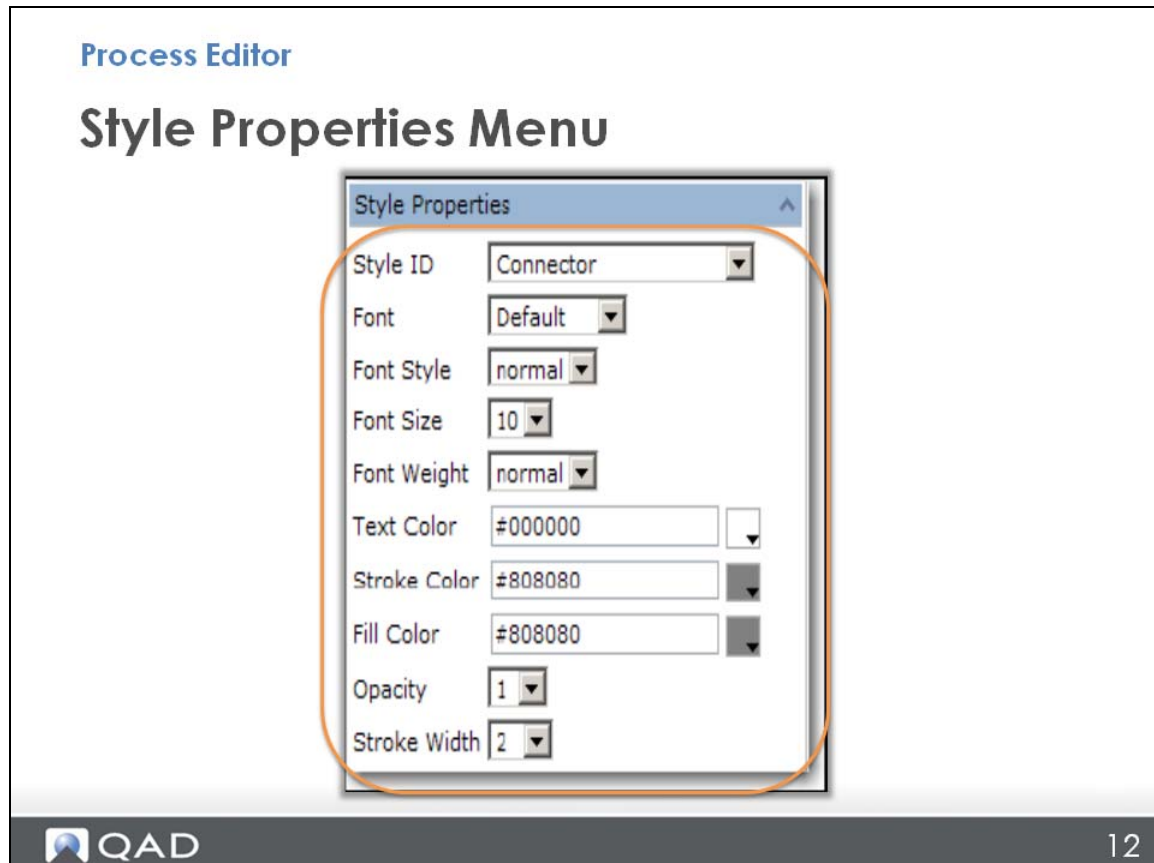 Process Editor
Style Properties Menu
Style Properties
Style ID Connector
Font Default
Font Style normal
Font Size 10
Font Weight normal
Text Color #000000
Stroke Color #808080
Fill Color #808080
Opacity 1
Stroke Width 2
QAD 12